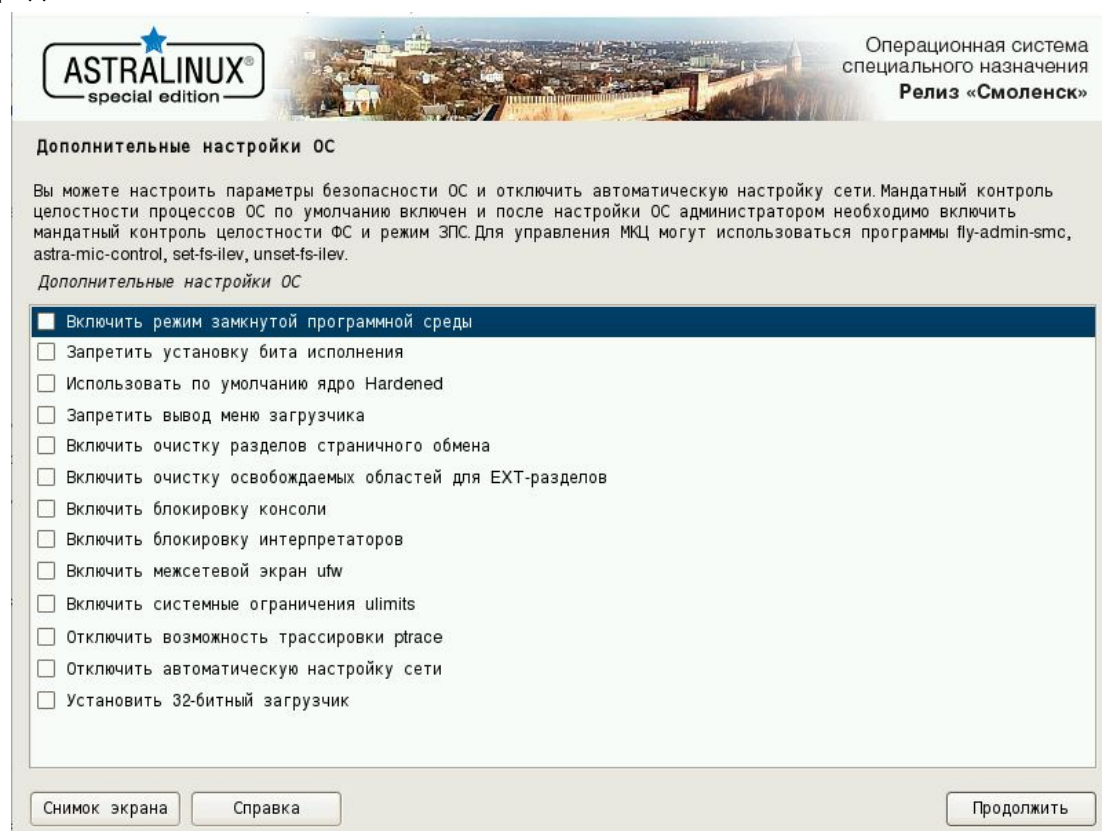 ASTRALINUX®
special edition
Операционная система
специального назначения
Релиз «Смоленск»
Дополнительные настройки ОС
Вы можете настроить параметры безопасности ОС и отключить автоматическую настройку сети. Мандатный контроль
целостности процессов ОС по умолчанию включен и после настройки ОС администратором необходимо включить
мандатный контроль целостности ФС и режим ЗПС. Для управления МКЦ могут использоваться программы fly-admin-smc,
astra-mic-control, set-fs-ilev, unset-fs-ilev.
Дополнительные настройки ОС
Включить режим замкнутой программной среды
Запретить установку бита исполнения
Использовать по умолчанию ядро Hardened
Запретить вывод меню загрузчика
Включить очистку разделов страничного обмена
Включить очистку освобождаемых областей для EXT-разделов
Включить блокировку консоли
Включить блокировку интерпретаторов
Включить межсетевой экран ufw
Включить системные ограничения ulimits
Отключить возможность трассировки ptrace
Отключить автоматическую настройку сети
Установить 32-битный загрузчик
Снимок экрана
Справка
Продолжить